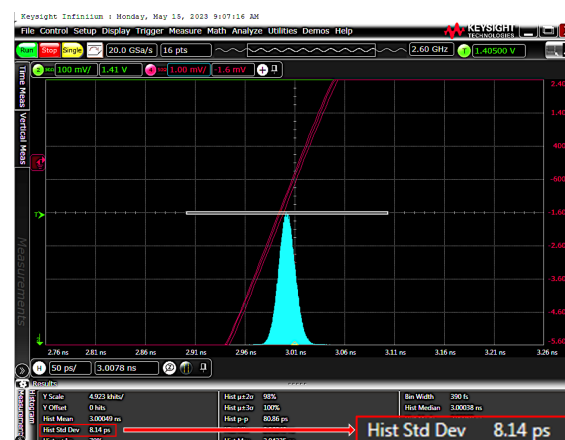 Keysight Infiniium : Monday, May 15, 2023 9:07:16 AM
File Control Setup Display Trigger Measure Math Analyze Utilities Demos Help
KEYSIGHT TECHNOLOGIES
Run Stop Single 20.0 GSa/s 16 pts 2.60 GHz T 1.40500 V
100 mV/ 1.41 V 1.00 mV/ -1.6 mV
Time Meas
Vertical Meas
Measurements
2.40
1.40
400
-600
-1.60
-2.60
-3.60
-4.60
-5.60
2.76 ns 2.81 ns 2.86 ns 2.91 ns 2.96 ns 3.01 ns 3.06 ns 3.11 ns 3.16 ns 3.21 ns 3.26 ns
H 50 ps/ 3.0078 ns
Results
Measurements
Histogram
Y Scale 4.923 khits/ Hist µ±2σ 98% Bin Width 390 fs
Y Offset 0 hits Hist µ±3σ 100% Hist Median 3.00038 ns
Hist Mean 3.00049 ns Hist p-p 80.86 ps
Hist Std Dev 8.14 ps
Hist Std Dev 8.14 ps